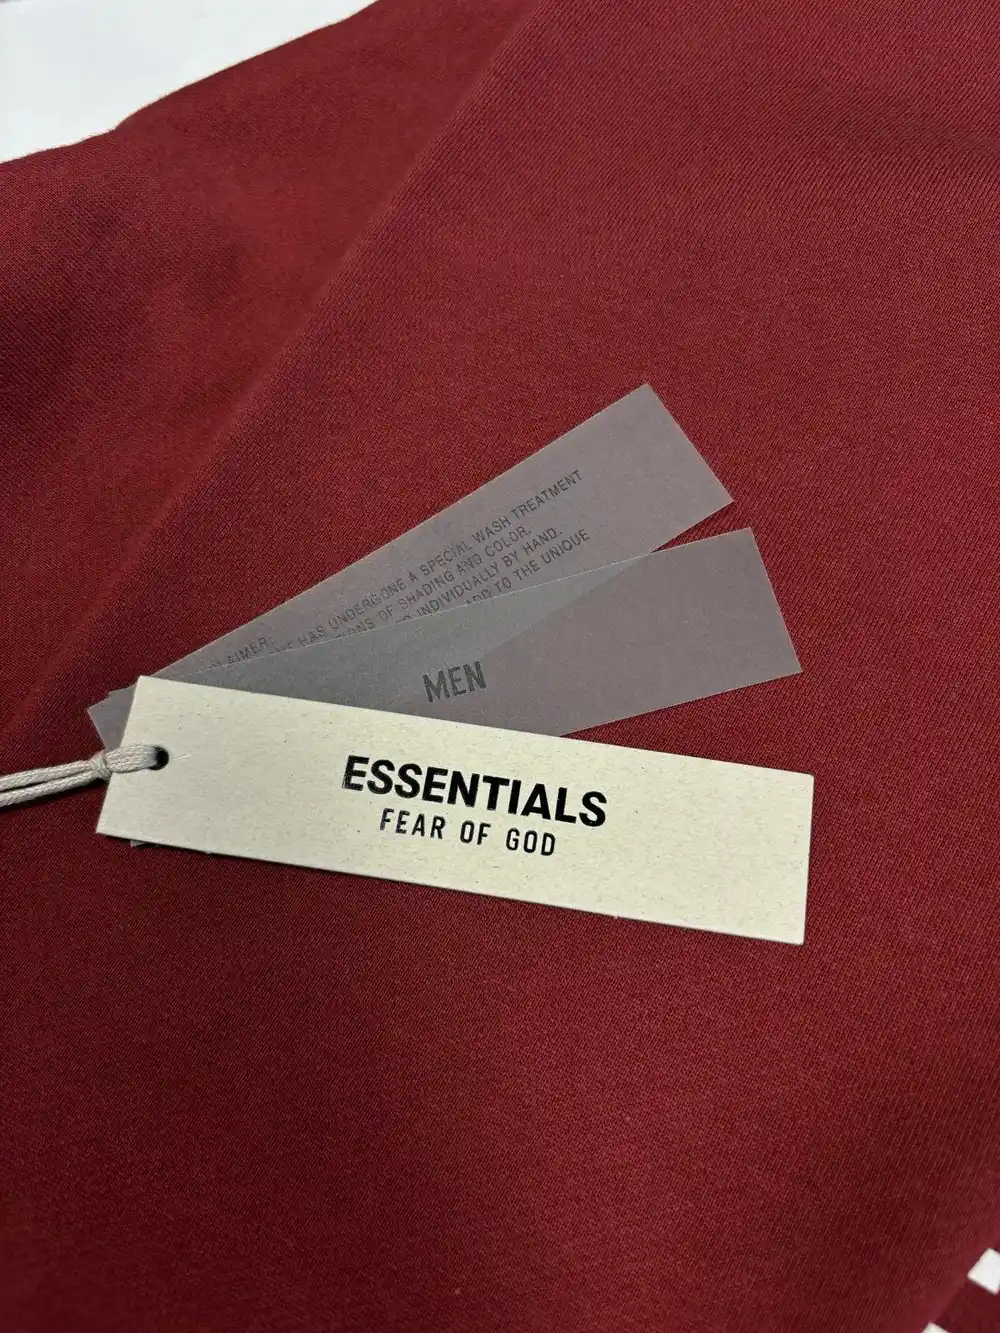 HAS UNDERGONE A SPECIAL WASH TREATMENT
OF SHADING AND COLOR.
INDIVIDUALLY BY HAND.
TO THE UNIQUE
MEN
ESSENTIALS
FEAR OF GOD